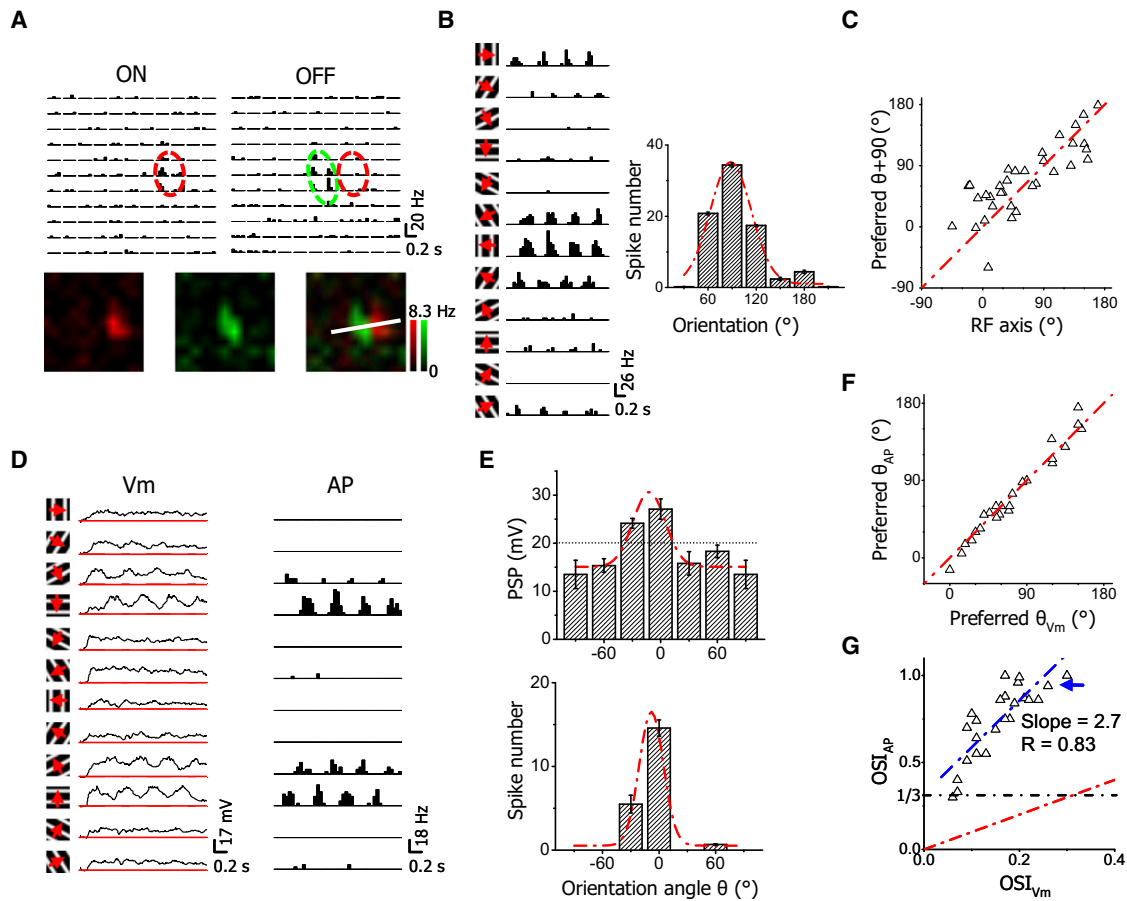 A
ON
OFF
20 Hz
0.2 s
8.3 Hz
0
B
26 Hz
0.2 s
Spike number
40
20
0
60
120
180
Orientation (°)
C
Preferred θ+90 (°)
180
90
0
-90
-90
0
90
180
RF axis (°)
D
Vm
AP
17 mV
0.2 s
18 Hz
0.2 s
E
PSP (mV)
30
20
10
0
-60
0
60
Spike number
20
10
0
-60
0
60
Orientation angle θ (°)
F
Preferred θAP (°)
180
90
0
0
90
180
Preferred θVm (°)
G
OSIAP
1.0
0.5
1/3
0.0
Slope = 2.7
R = 0.83
0.0
0.2
0.4
OSIVm